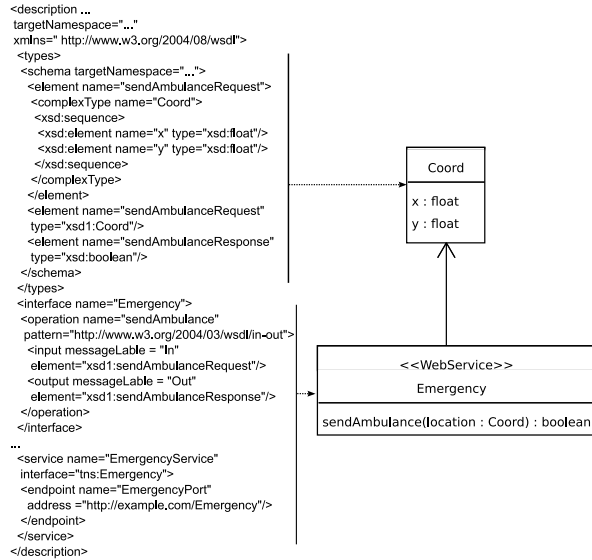 <description ...
targetNamespace="..."
xmlns=" http://www.w3.org/2004/08/wsdl">
<types>
<schema targetNamespace="...">
<element name="sendAmbulanceRequest">
<complexType name="Coord">
<xsd:sequence>
<xsd:element name="x" type="xsd:float"/>
<xsd:element name="y" type="xsd:float"/>
</xsd:sequence>
</complexType>
</element>
<element name="sendAmbulanceRequest"
type="xsd1:Coord"/>
<element name="sendAmbulanceResponse"
type="xsd:boolean"/>
</schema>
</types>
<interface name="Emergency">
<operation name="sendAmbulance"
pattern="http://www.w3.org/2004/03/wsdl/in-out">
<input messageLable = "In"
element="xsd1:sendAmbulanceRequest"/>
<output messageLable = "Out"
element="xsd1:sendAmbulanceResponse"/>
</operation>
</interface>
...
<service name="EmergencyService"
interface="tns:Emergency">
<endpoint name="EmergencyPort"
address ="http://example.com/Emergency"/>
</endpoint>
</service>
</description>
Coord
x : float
y : float
<<WebService>>
Emergency
sendAmbulance(location : Coord) : boolean